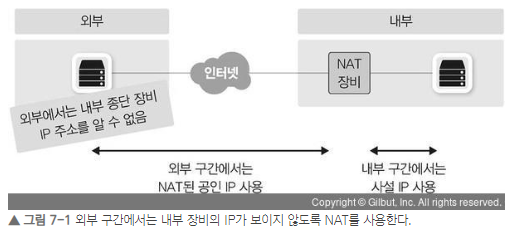 외부
내부
인터넷
NAT
장비
외부에서는 내부 종단 장비
IP 주소를 알 수 없음
외부 구간에서는
NAT된 공인 IP 사용
내부 구간에서는
사설 IP 사용
Copyright © Gilbut, Inc. All rights reserved.
▲ 그림 7-1 외부 구간에서는 내부 장비의 IP가 보이지 않도록 NAT를 사용한다.